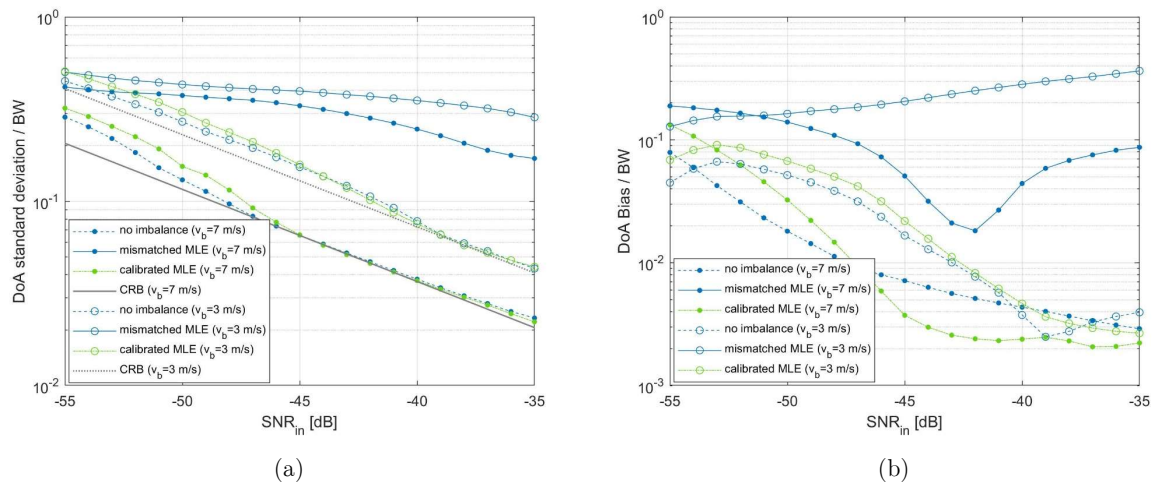 10^0
10^-1
10^-2
DoA standard deviation / BW
no imbalance (v_b=7 m/s)
mismatched MLE (v_b=7 m/s)
calibrated MLE (v_b=7 m/s)
CRB (v_b=7 m/s)
no imbalance (v_b=3 m/s)
mismatched MLE (v_b=3 m/s)
calibrated MLE (v_b=3 m/s)
CRB (v_b=3 m/s)
-55 -50 -45 -40 -35
SNR_in [dB]
(a)
10^0
10^-1
10^-2
10^-3
DoA Bias / BW
no imbalance (v_b=7 m/s)
mismatched MLE (v_b=7 m/s)
calibrated MLE (v_b=7 m/s)
no imbalance (v_b=3 m/s)
mismatched MLE (v_b=3 m/s)
calibrated MLE (v_b=3 m/s)
-55 -50 -45 -40 -35
SNR_in [dB]
(b)